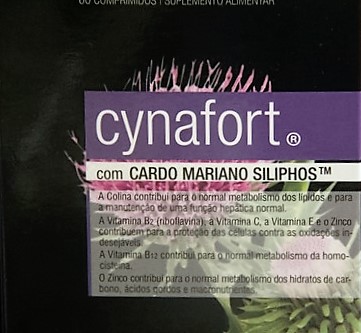 60 COMPRIMIDOS | SUPLEMENTO ALIMENTAR
cynafort®
com CARDO MARIANO SILIPHOS™
A Colina contribui para o normal metabolismo dos lípidos e para
a manutenção de uma função hepática normal.
A Vitamina B2 (riboflavina), a Vitamina C, a Vitamina E e o Zinco
contribuem para a proteção das células contra as oxidações in-
desejáveis.
A Vitamina B12 contribui para o normal metabolismo da homo-
cisteína.
O Zinco contribui para o normal metabolismo dos hidratos de car-
bono, ácidos gordos e macronutrientes.